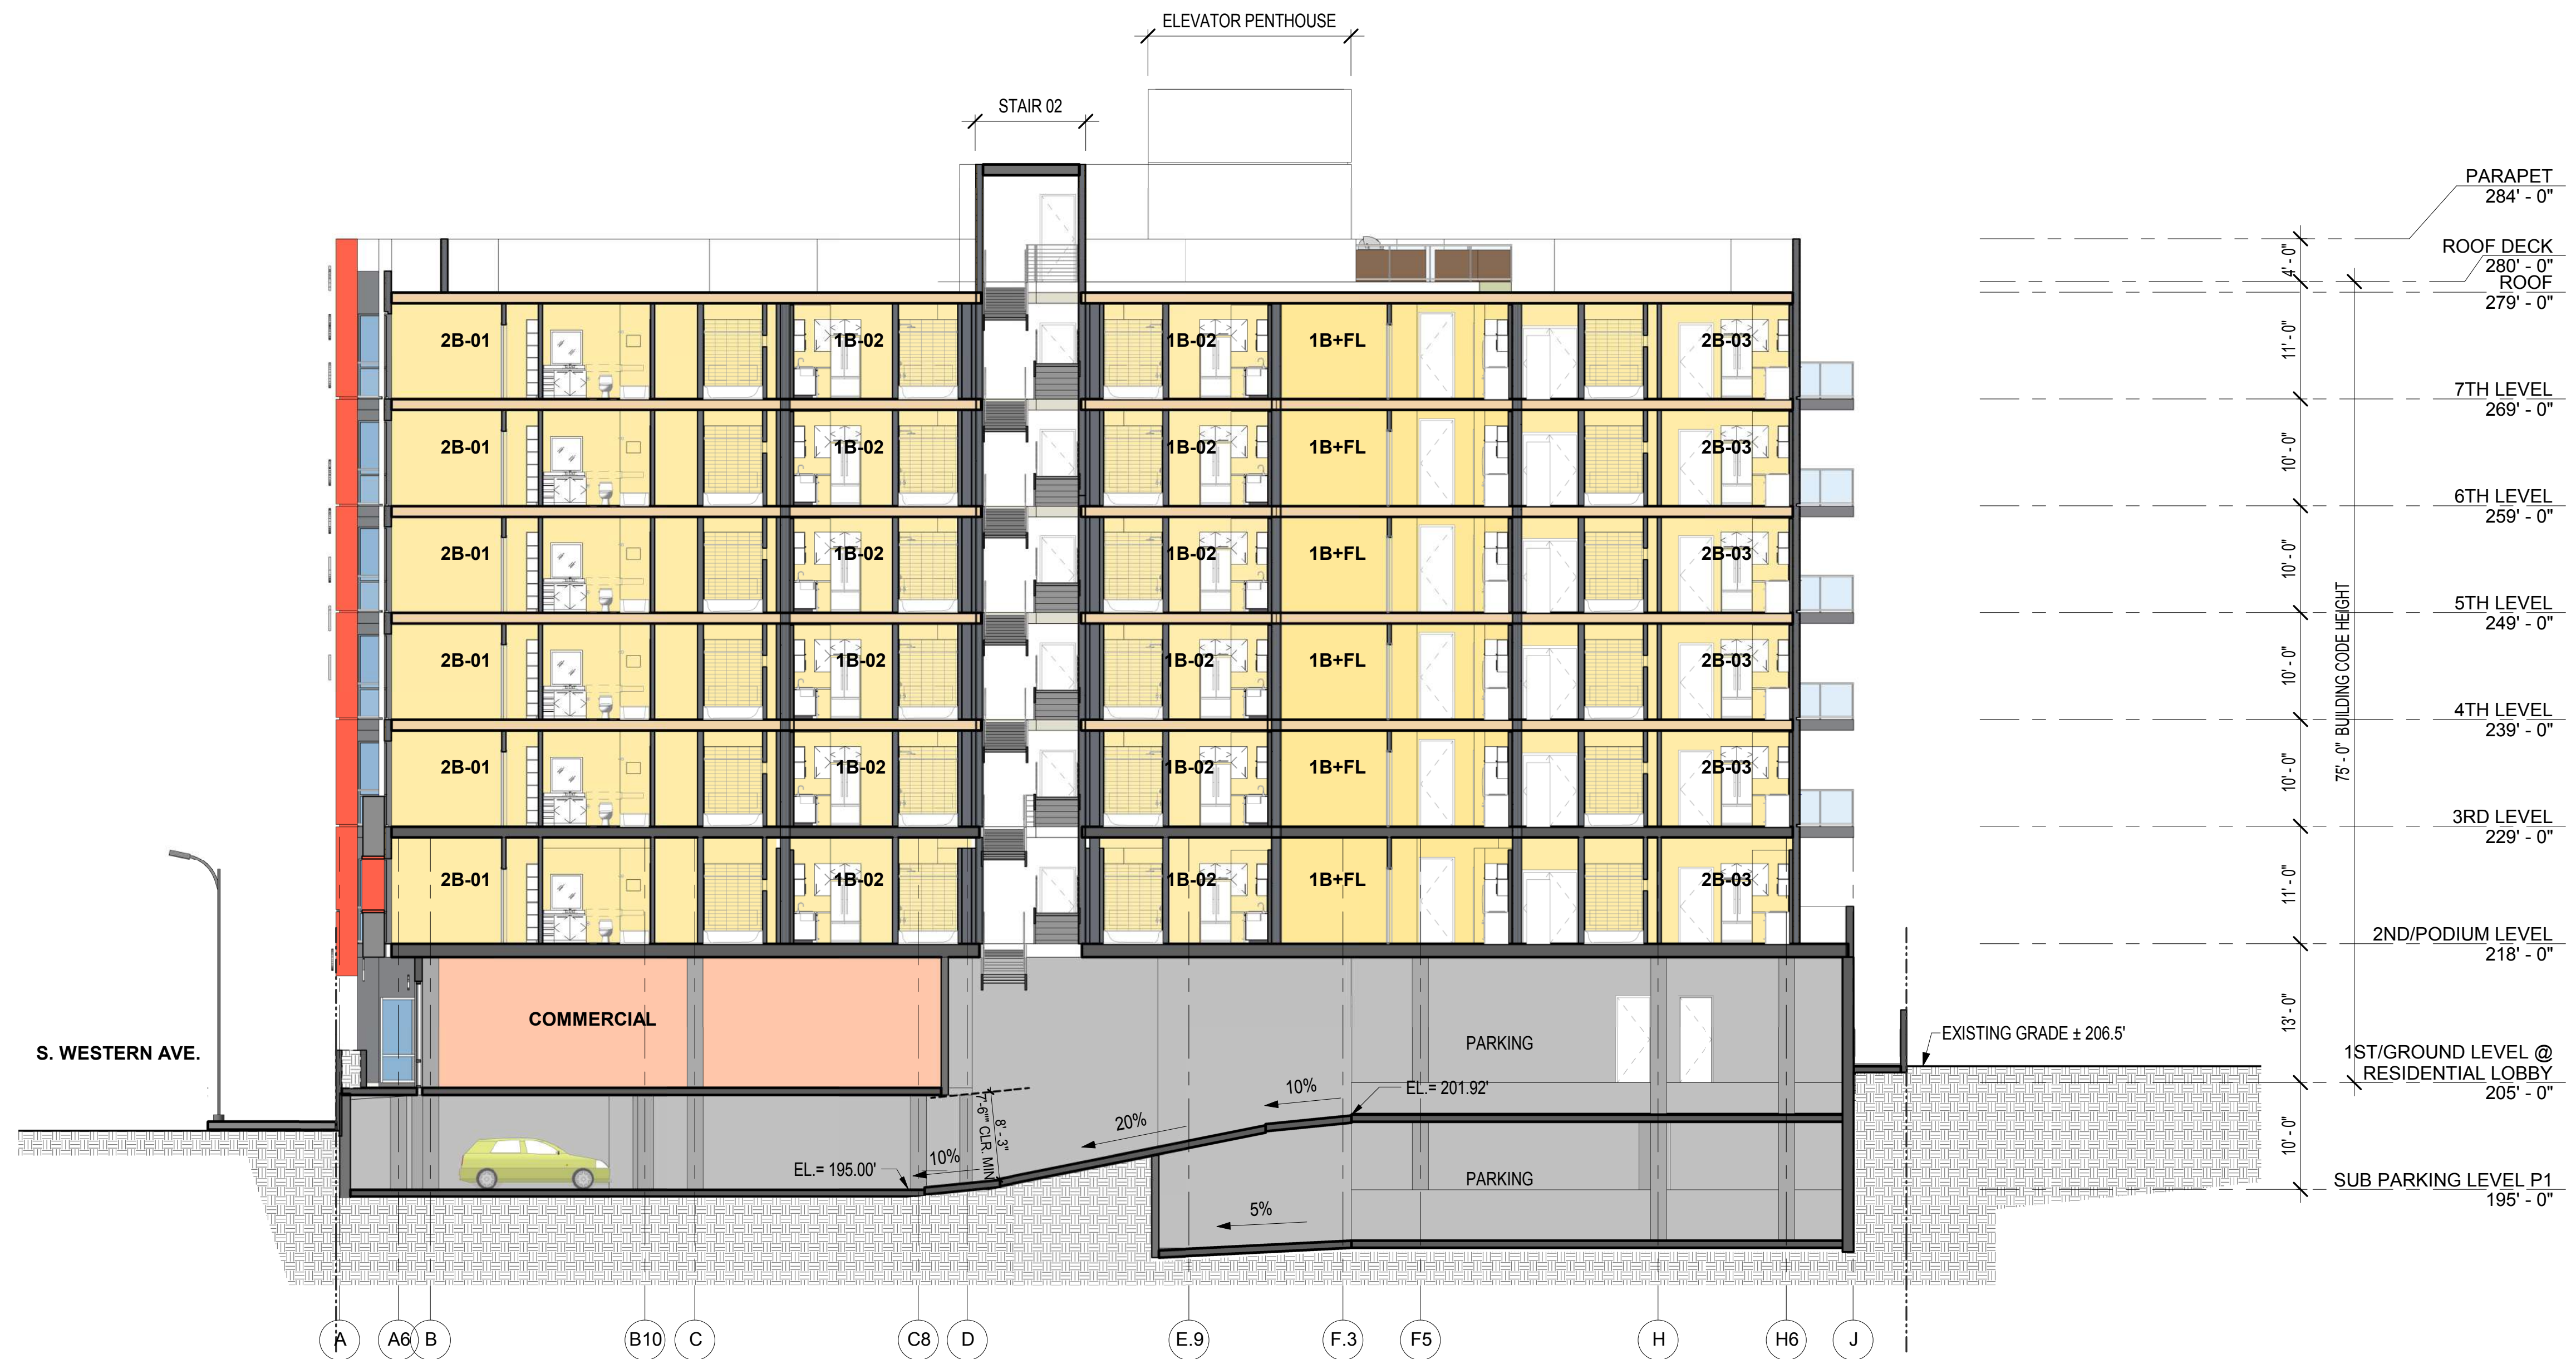 ELEVATOR PENTHOUSE
STAIR 02
PARAPET
284' - 0"
ROOF DECK
280' - 0"
ROOF
279' - 0"
4' - 0"
11' - 0"
2B-01
1B-02
1B-02
1B+FL
2B-03
7TH LEVEL
269' - 0"
10' - 0"
2B-01
1B-02
1B-02
1B+FL
2B-03
6TH LEVEL
259' - 0"
10' - 0"
2B-01
1B-02
1B-02
1B+FL
2B-03
5TH LEVEL
249' - 0"
10' - 0"
2B-01
1B-02
1B-02
1B+FL
2B-03
4TH LEVEL
239' - 0"
75' - 0" BUILDING CODE HEIGHT
10' - 0"
2B-01
1B-02
1B-02
1B+FL
2B-03
3RD LEVEL
229' - 0"
11' - 0"
2B-01
1B-02
1B-02
1B+FL
2B-03
2ND/PODIUM LEVEL
218' - 0"
13' - 0"
COMMERCIAL
PARKING
S. WESTERN AVE.
EXISTING GRADE ± 206.5'
1ST/GROUND LEVEL @
RESIDENTIAL LOBBY
205' - 0"
10' - 0"
10%
EL.= 201.92'
20%
8' - 3"
7'-6"" CLR. MIN
10%
EL.= 195.00'
PARKING
SUB PARKING LEVEL P1
195' - 0"
5%
A
A6
B
B10
C
C8
D
E.9
F.3
F5
H
H6
J